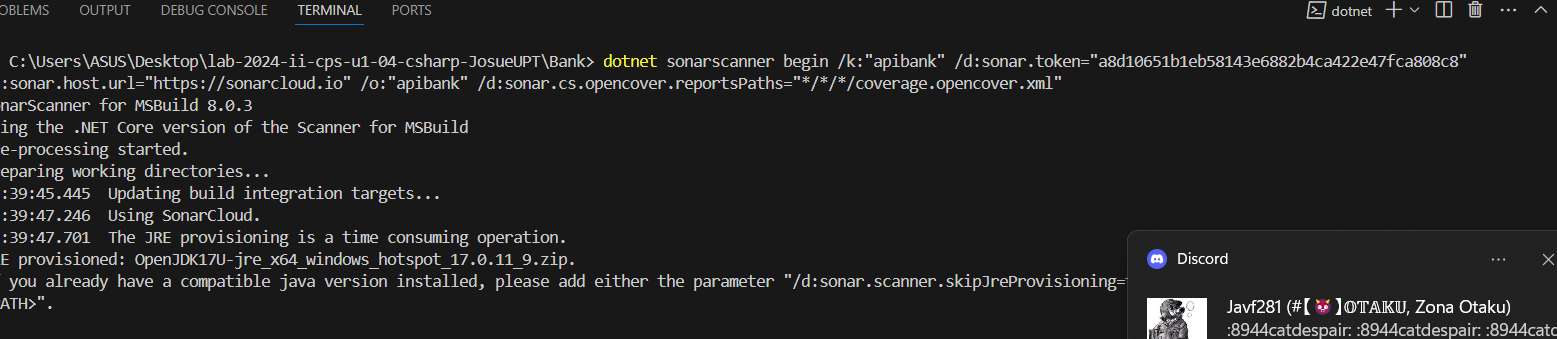 OBLEMS OUTPUT DEBUG CONSOLE TERMINAL PORTS dotnet
C:\Users\ASUS\Desktop\lab-2024-ii-cps-u1-04-csharp-JosueUPT\Bank> dotnet sonarscanner begin /k:"apibank" /d:sonar.token="a8d10651b1eb58143e6882b4ca422e47fca808c8"
:sonar.host.url="https://sonarcloud.io" /o:"apibank" /d:sonar.cs.opencover.reportsPaths="*/*/*/coverage.opencover.xml"
onarScanner for MSBuild 8.0.3
ing the .NET Core version of the Scanner for MSBuild
e-processing started.
eparing working directories...
:39:45.445  Updating build integration targets...
:39:47.246  Using SonarCloud.
:39:47.701  The JRE provisioning is a time consuming operation.
E provisioned: OpenJDK17U-jre_x64_windows_hotspot_17.0.11_9.zip.
you already have a compatible java version installed, please add either the parameter "/d:sonar.scanner.skipJreProvisioning=
ATH>".
Discord
Javf281 (#【😈】𝕆𝕋𝔸𝕂𝕌, Zona Otaku)
:8944catdespair: :8944catdespair: :8944catc